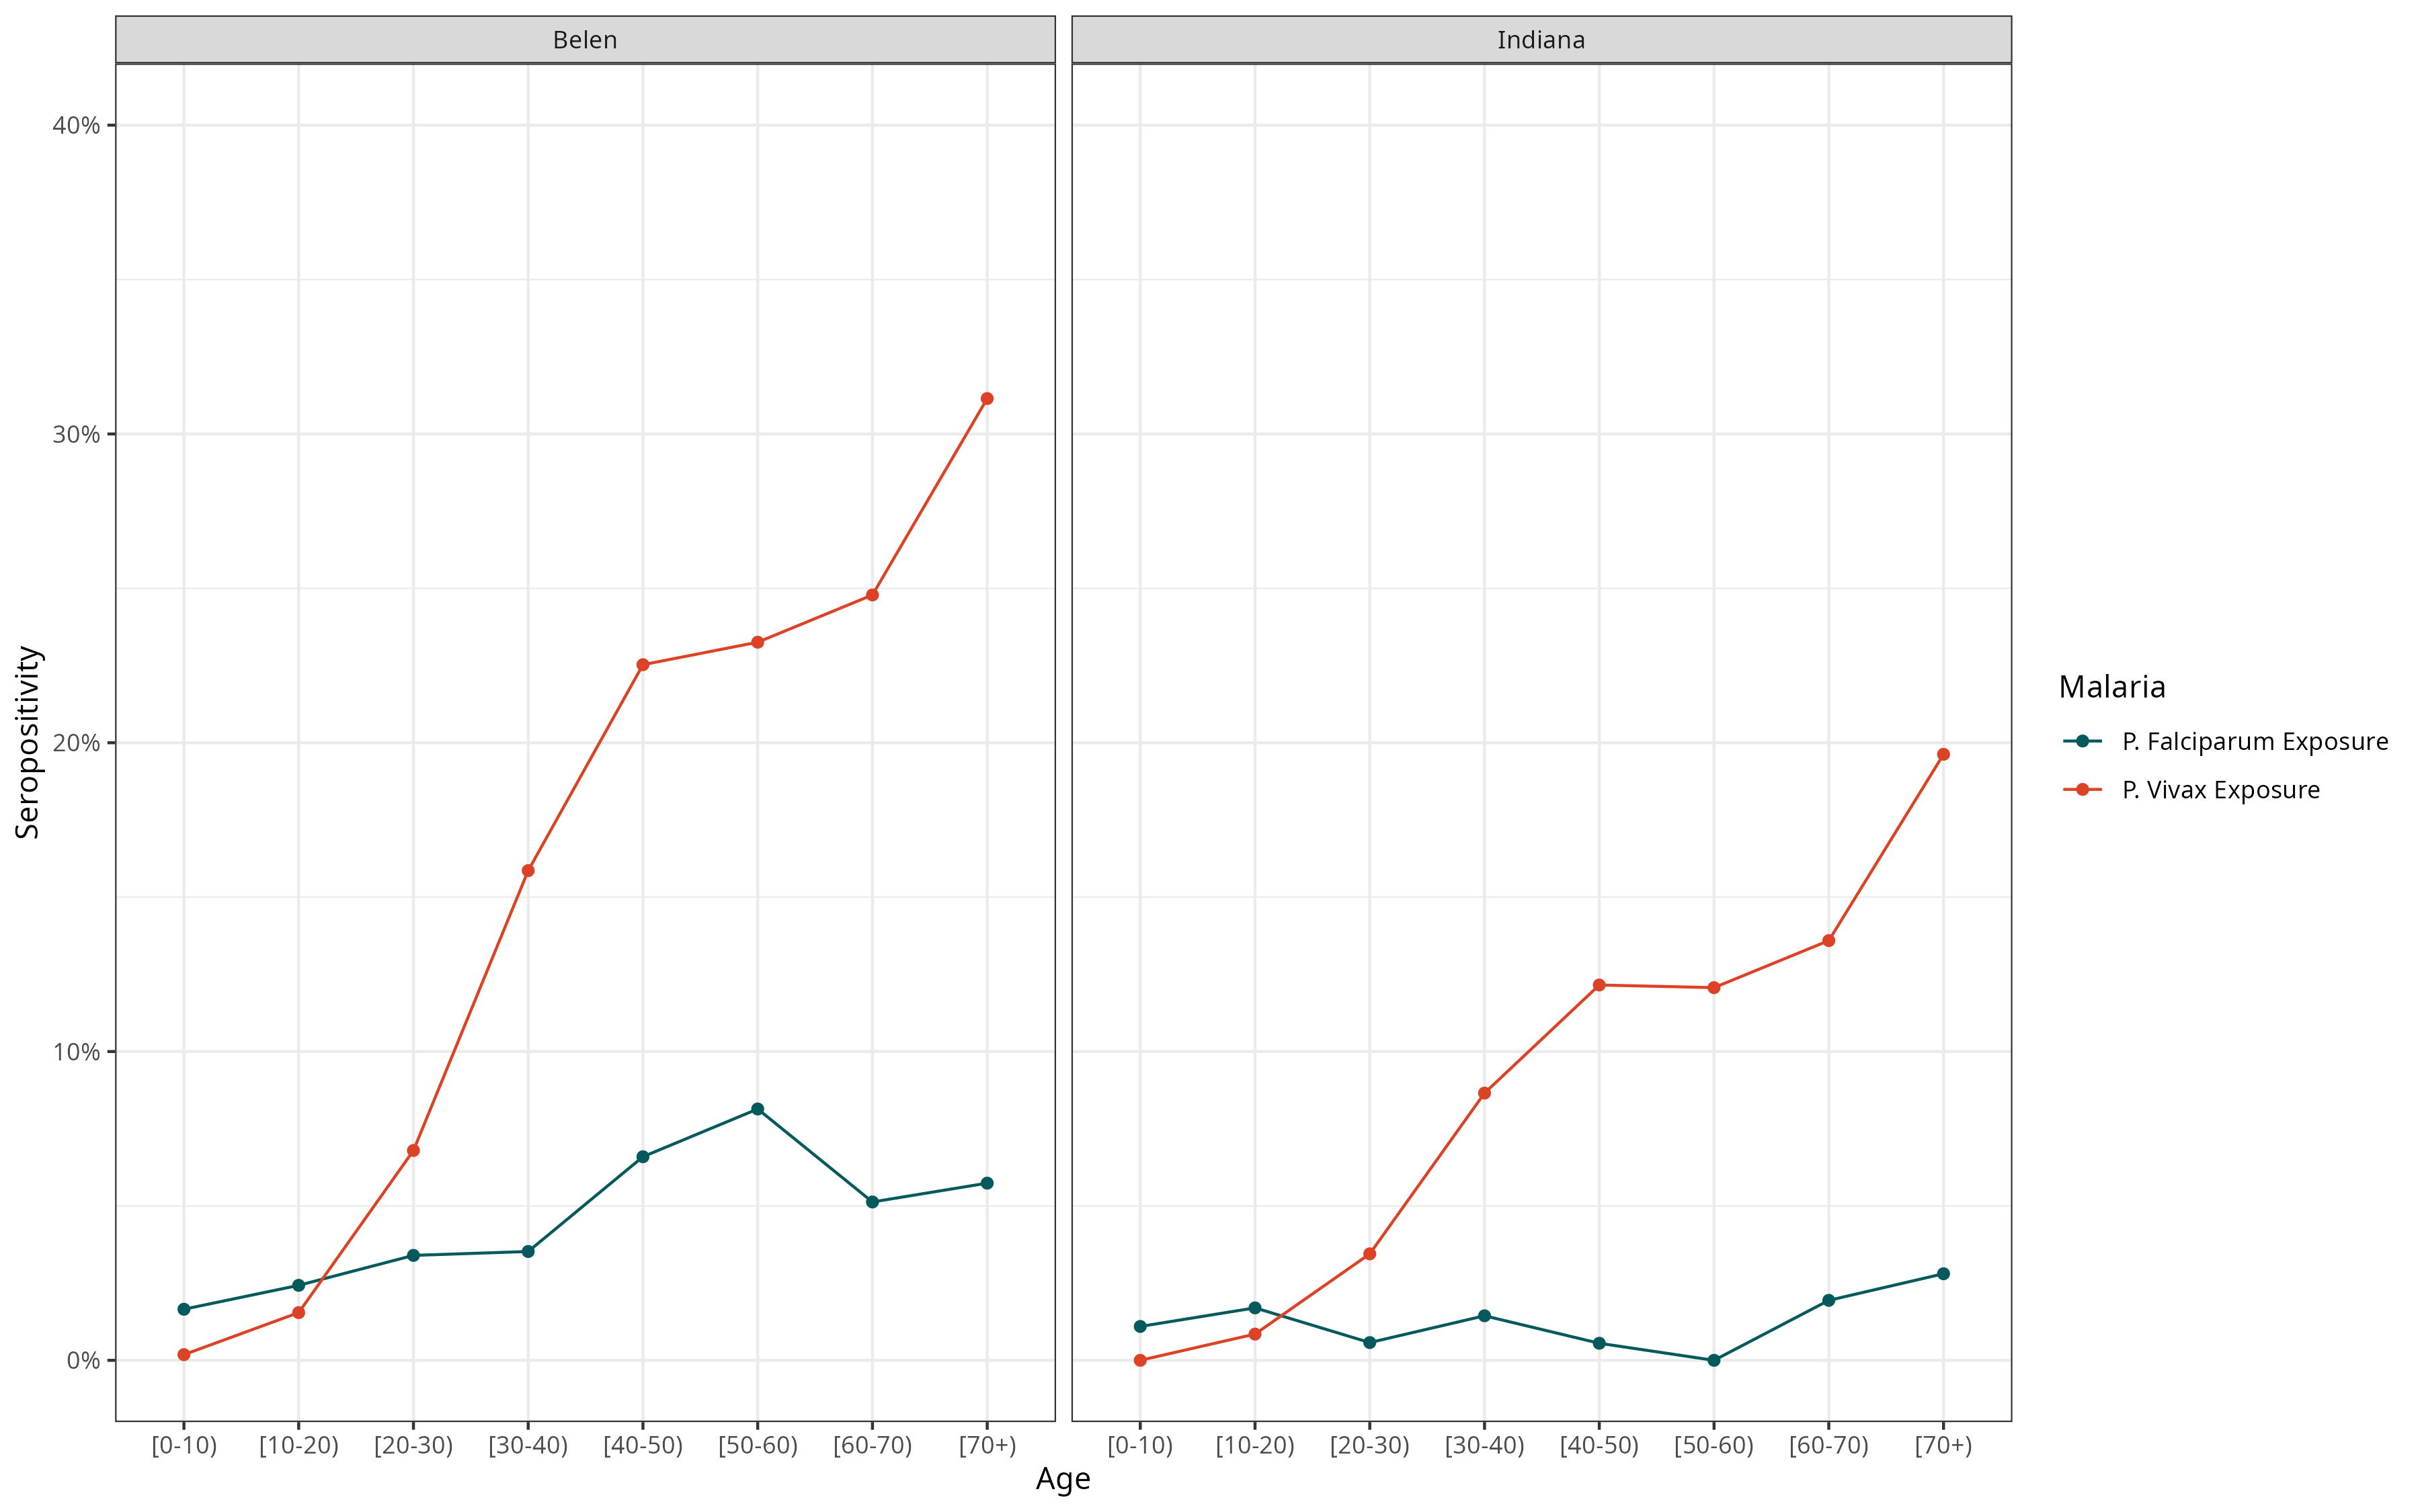 Belen
Indiana
Seropositivity
40%
30%
20%
10%
0%
[0-10) [10-20) [20-30) [30-40) [40-50) [50-60) [60-70) [70+)
[0-10) [10-20) [20-30) [30-40) [40-50) [50-60) [60-70) [70+)
Age
Malaria
P. Falciparum Exposure
P. Vivax Exposure